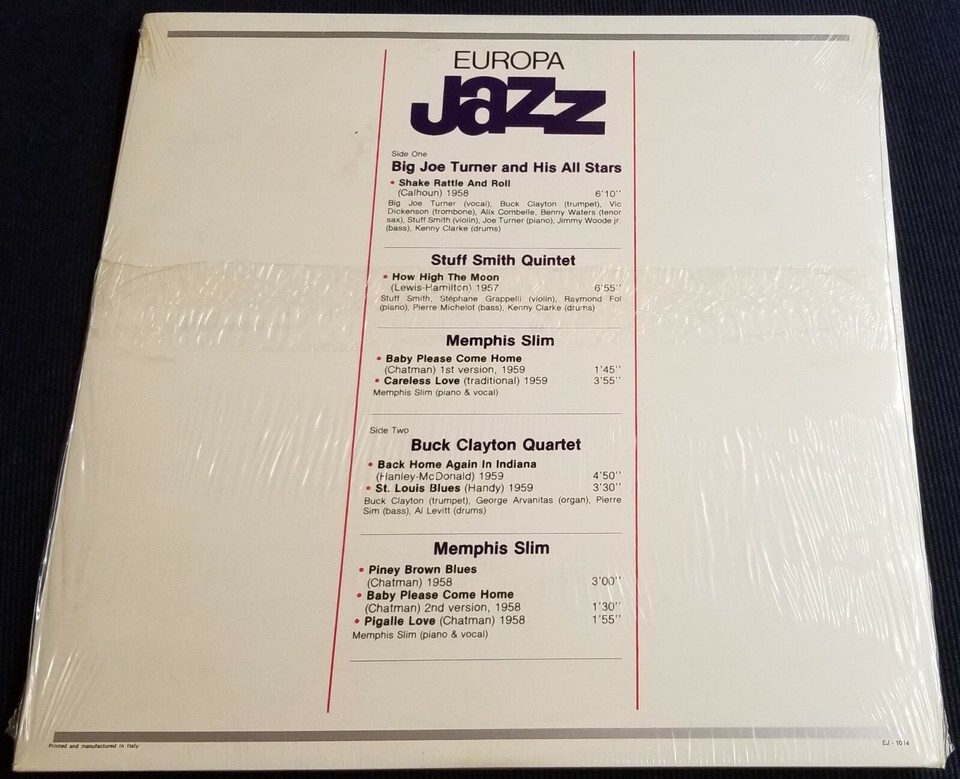 EUROPA
Jazz
Side One
Big Joe Turner and His All Stars
• Shake Rattle And Roll
(Calhoun) 1958 6'10''
Big Joe Turner (vocal), Buck Clayton (trumpet), Vic
Dickenson (trombone), Alix Combelle, Benny Waters (tenor
sax), Stuff Smith (violin), Joe Turner (piano), Jimmy Woode jr.
(bass), Kenny Clarke (drums)
Stuff Smith Quintet
• How High The Moon
(Lewis-Hamilton) 1957 6'55''
Stuff Smith, Stéphane Grappelli (violin), Raymond Fol
(piano), Pierre Michelot (bass), Kenny Clarke (drums)
Memphis Slim
• Baby Please Come Home
(Chatman) 1st version, 1959 1'45''
• Careless Love (traditional) 1959 3'55''
Memphis Slim (piano & vocal)
Side Two
Buck Clayton Quartet
• Back Home Again In Indiana
(Hanley-McDonald) 1959 4'50''
• St. Louis Blues (Handy) 1959 3'30''
Buck Clayton (trumpet), George Arvanitas (organ), Pierre
Sim (bass), Al Levitt (drums)
Memphis Slim
• Piney Brown Blues
(Chatman) 1958 3'00''
• Baby Please Come Home
(Chatman) 2nd version, 1958 1'30''
• Pigalle Love (Chatman) 1958 1'55''
Memphis Slim (piano & vocal)
Printed and manufactured in Italy
EJ - 1014